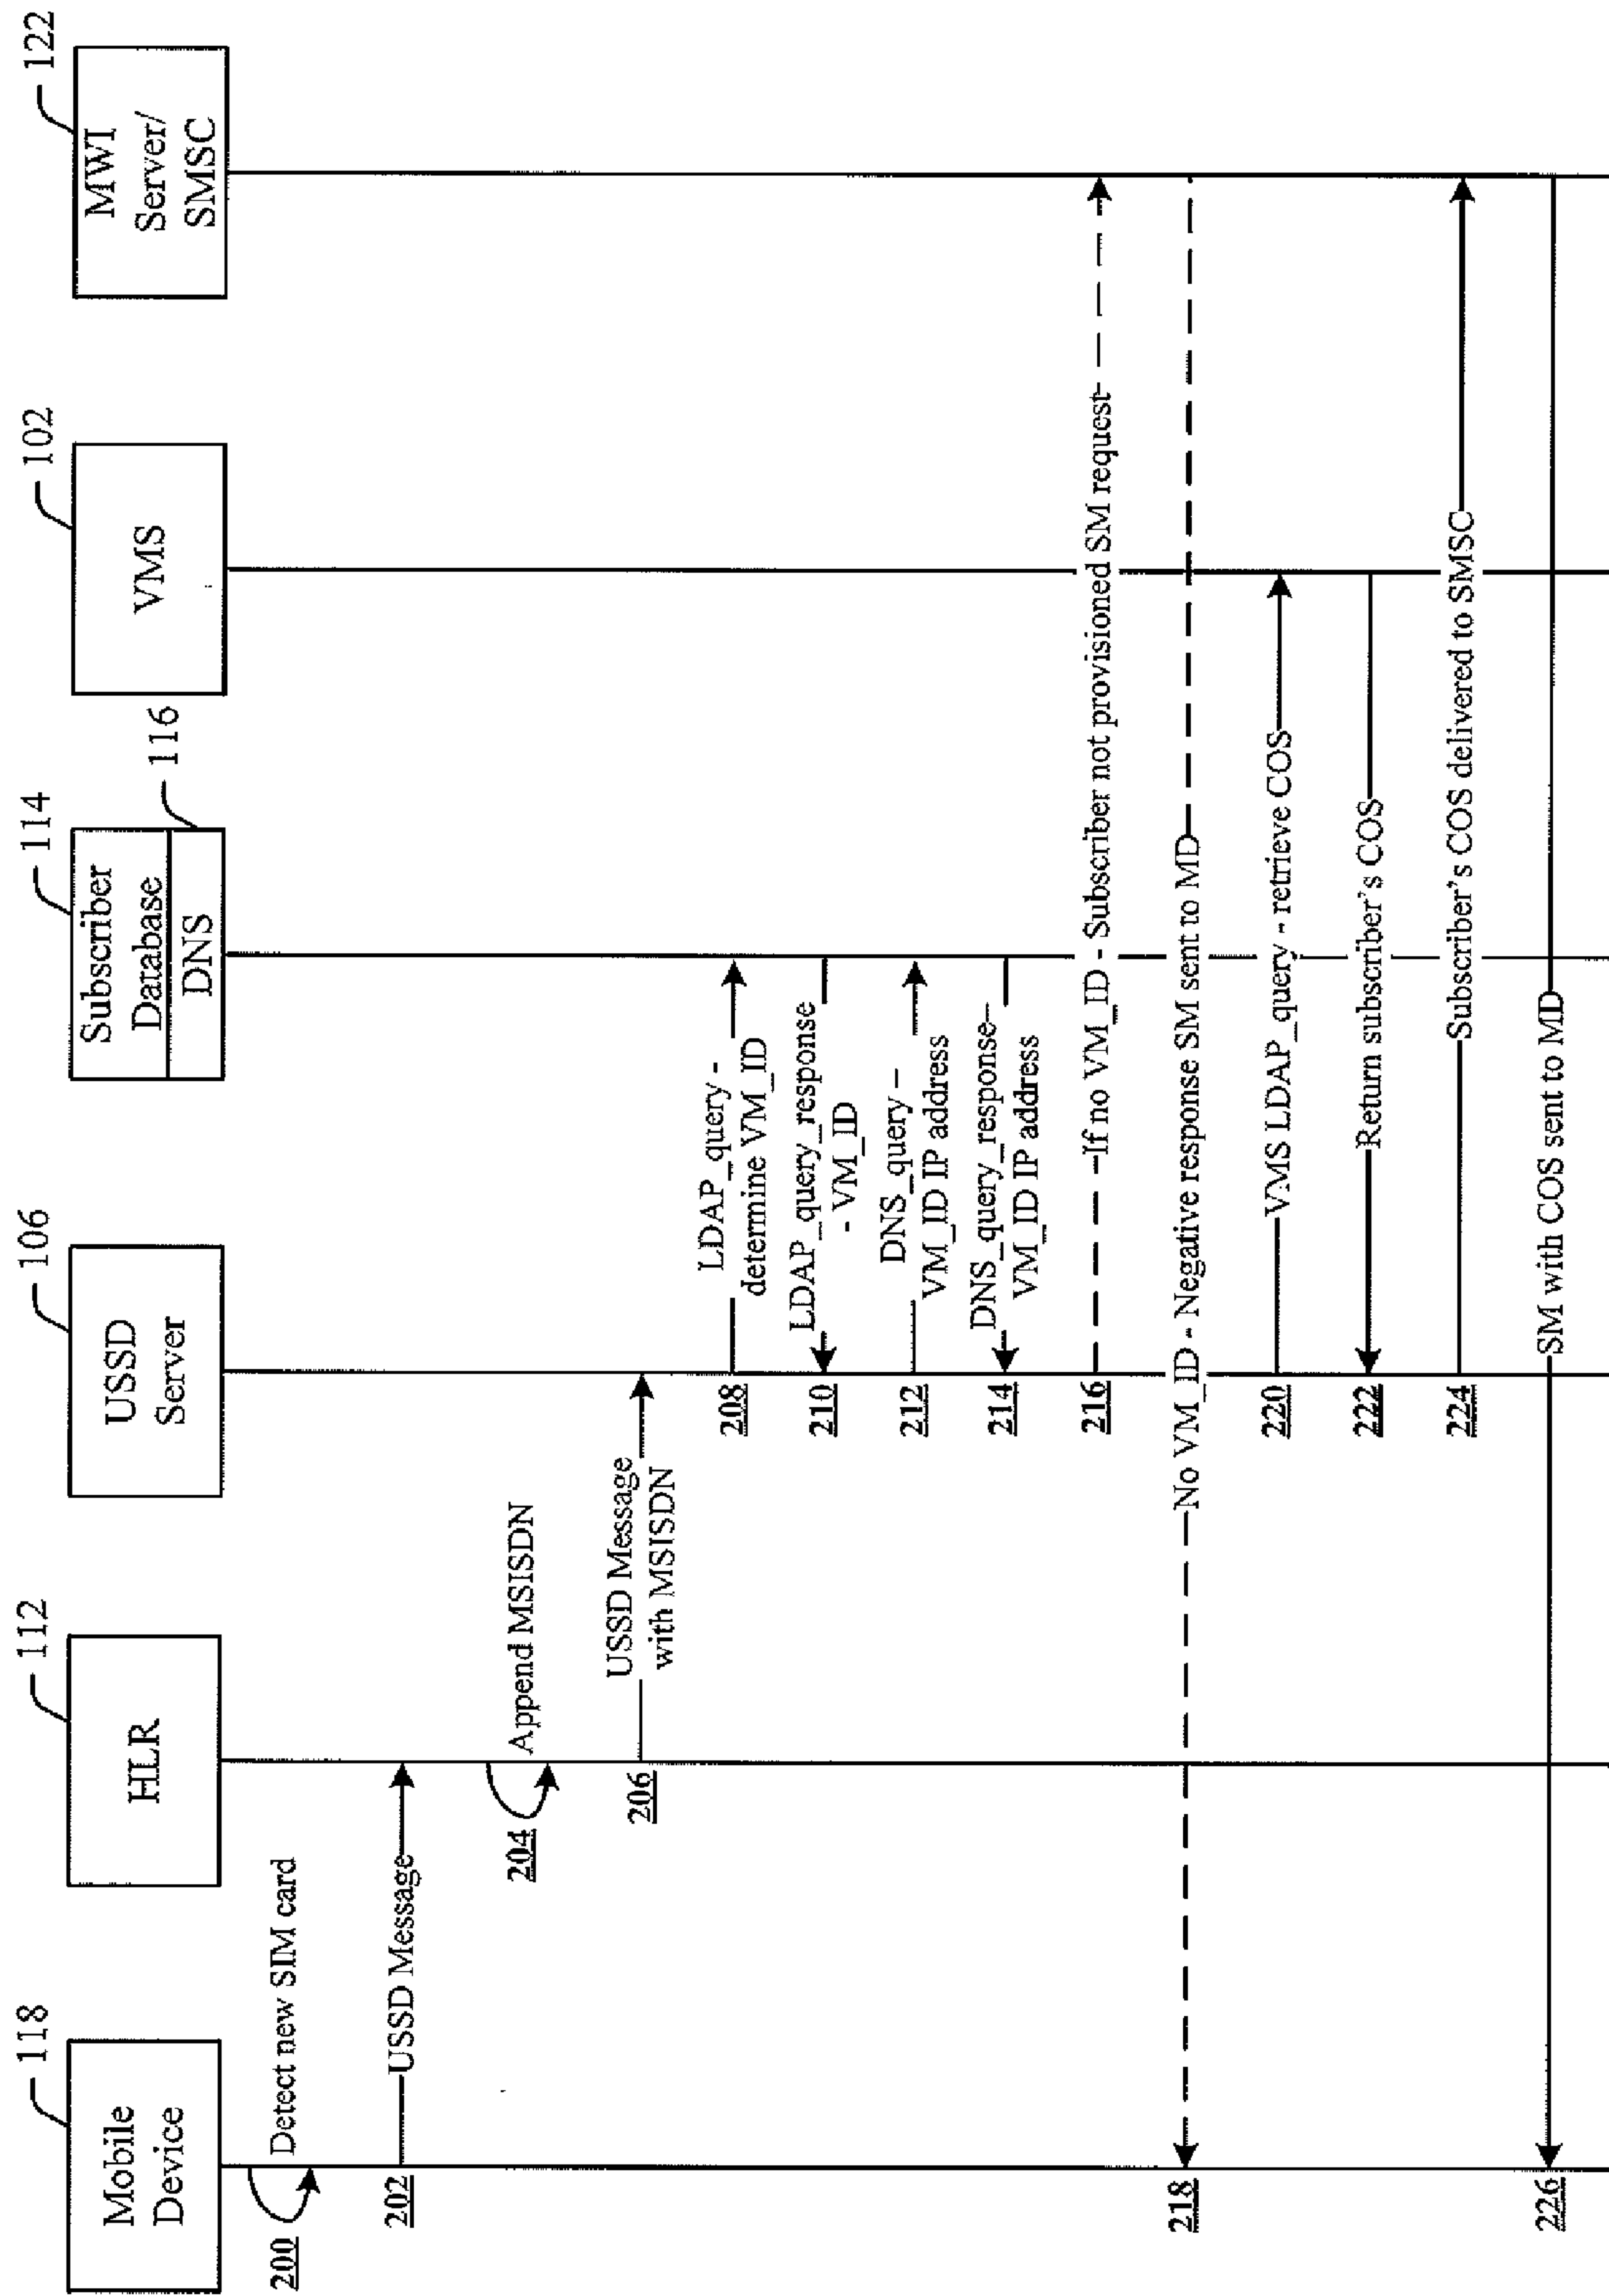 118
Mobile
Device
112
HLR
106
USSD
Server
114
Subscriber
Database
116
DNS
102
VMS
122
MWI
Server/
SMSC
200
Detect new SIM card
202
USSD Message
204
Append MSISDN
206
USSD Message
with MSISDN
208
LDAP_query -
determine VM_ID
210
LDAP_query_response
- VM_ID
212
DNS_query –
VM_ID IP address
214
DNS_query_response–
VM_ID IP address
216
If no VM_ID - Subscriber not provisioned SM request
218
No VM_ID - Negative response SM sent to MD
220
VMS LDAP_query - retrieve COS
222
Return subscriber's COS
224
Subscriber's COS delivered to SMSC
226
SM with COS sent to MD